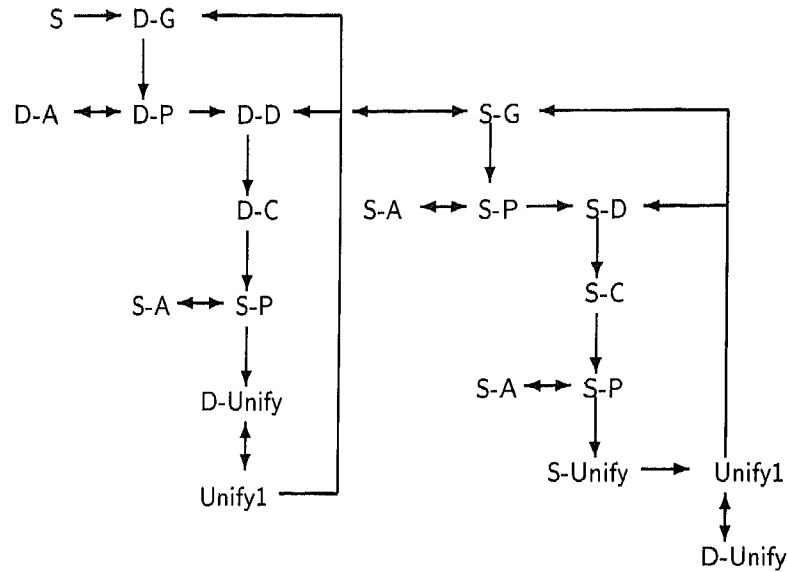 S D-G
D-A D-P D-D S-G
D-C S-A S-P S-D
S-A S-P S-C
D-Unify S-A S-P
Unify1 S-Unify Unify1
D-Unify